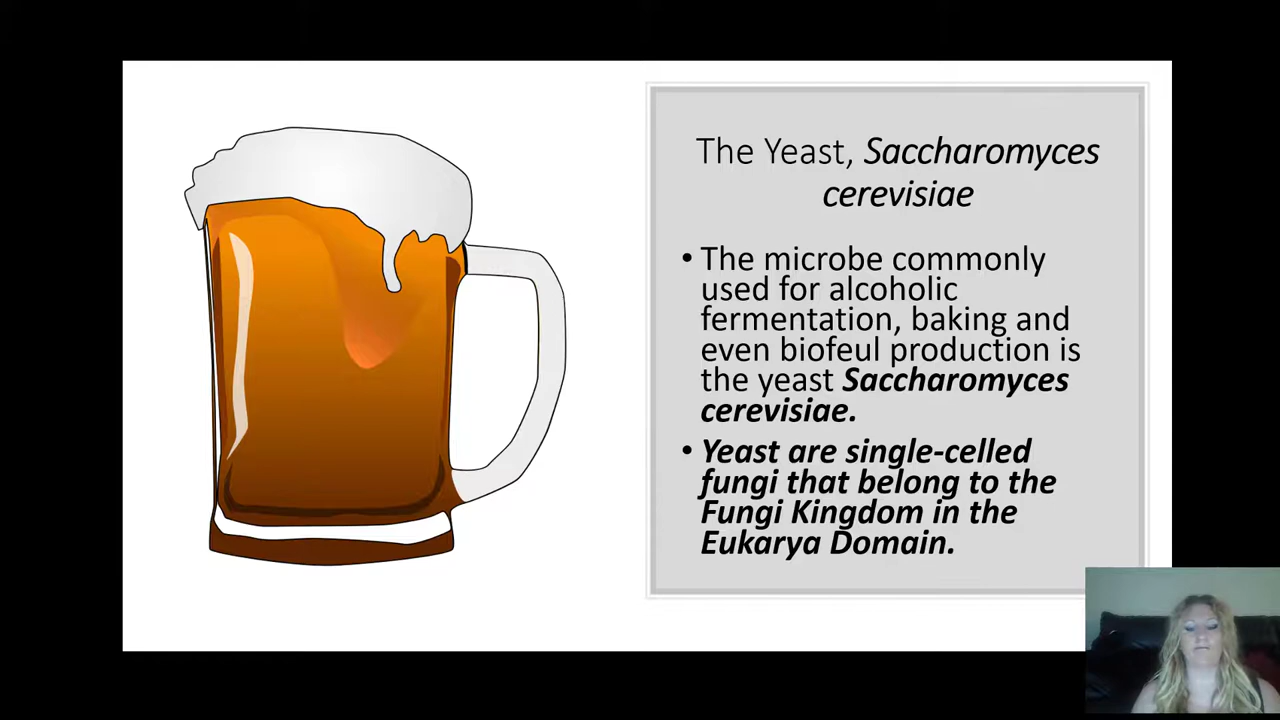 The Yeast, Saccharomyces
cerevisiae
• The microbe commonly
used for alcoholic
fermentation, baking and
even biofeul production is
the yeast Saccharomyces
cerevisiae.
• Yeast are single-celled
fungi that belong to the
Fungi Kingdom in the
Eukarya Domain.